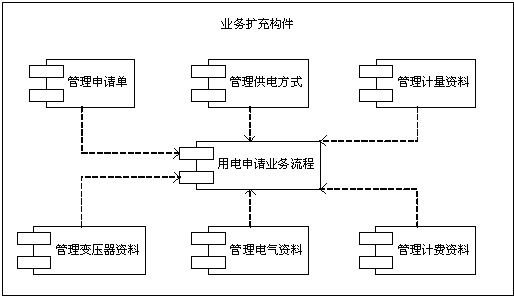 业务扩充构件
管理申请单
管理供电方式
管理计量资料
用电申请业务流程
管理变压器资料
管理电气资料
管理计费资料